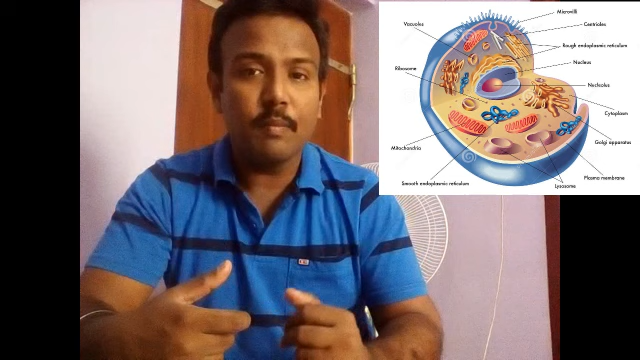 Microvilli
Vacuoles
Centrioles
Rough endoplasmic reticulum
Nucleus
Ribosome
Nucleolus
Cytoplasm
Golgi apparatus
Mitochondria
Plasma membrane
Smooth endoplasmic reticulum
Lysosome